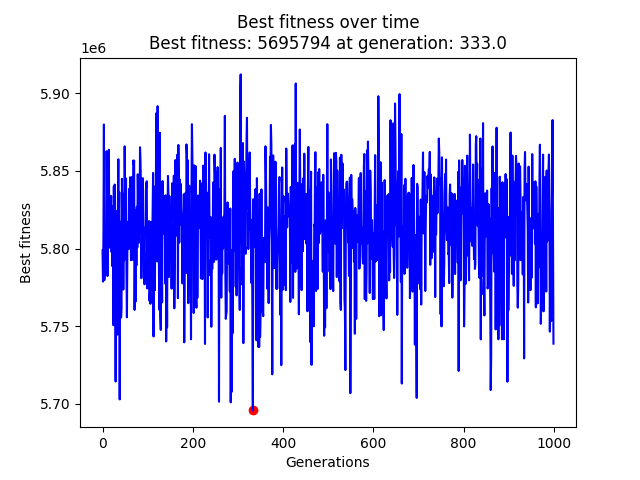 Best fitness over time
Best fitness: 5695794 at generation: 333.0
1e6
5.90
5.85
5.80
5.75
5.70
Best fitness
0 200 400 600 800 1000
Generations